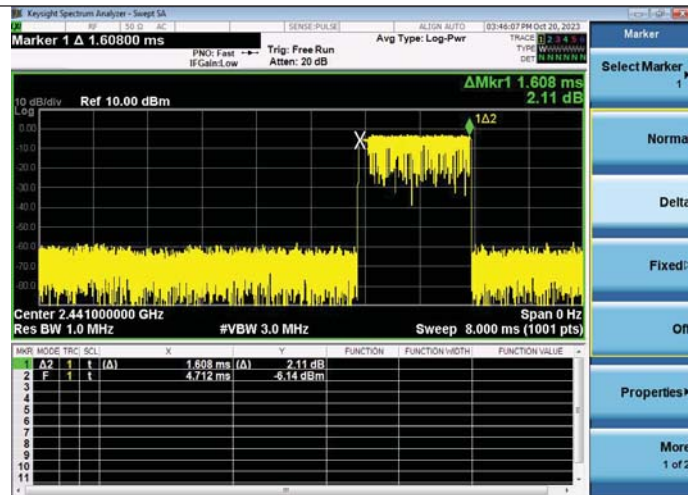 Keysight Spectrum Analyzer - Swept SA
RF 50 Ω AC SENSE:PULSE ALIGN AUTO 03:46:07 PM Oct 20, 2023
Marker 1 Δ 1.60800 ms
PNO: Fast
IFGain:Low
Trig: Free Run
Atten: 20 dB
Avg Type: Log-Pwr
TRACE 1 2 3 4 5 6
TYPE W
DET N N N N N N
ΔMkr1 1.608 ms
2.11 dB
10 dB/div Ref 10.00 dBm
Log
0.00
-10.0
-20.0
-30.0
-40.0
-50.0
-60.0
-70.0
-80.0
1Δ2
Center 2.441000000 GHz Span 0 Hz
Res BW 1.0 MHz #VBW 3.0 MHz Sweep 8.000 ms (1001 pts)
MKR MODE TRC SCL X Y FUNCTION FUNCTION WIDTH FUNCTION VALUE
1 Δ2 1 t (Δ) 1.608 ms (Δ) 2.11 dB
2 F 1 t 4.712 ms -6.14 dBm
3
4
5
6
7
8
9
10
11
Marker
Select Marker
1
Norma
Delta
Fixed
Of
Properties
More
1 of 2